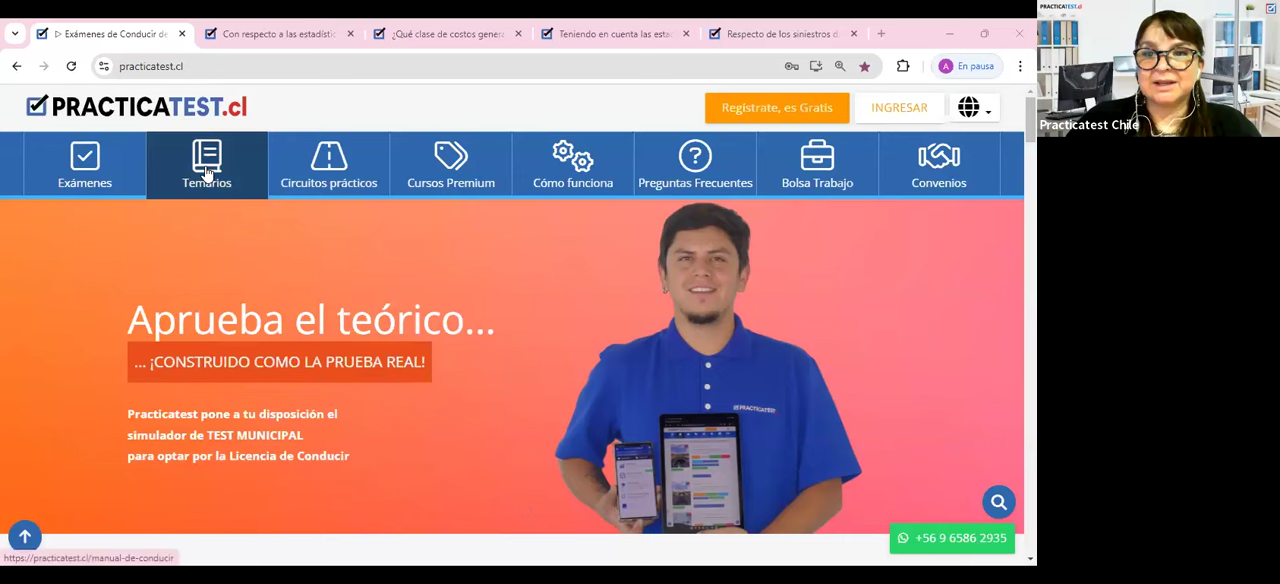 Exámenes de Conducir de
Con respecto a las estadísti
¿Qué clase de costos genera
Teniendo en cuenta las esta
Respecto de los siniestros d
practicatest.cl
A
En pausa
PRACTICATEST.cl
Regístrate, es Gratis
INGRESAR
Exámenes
Temarios
Circuitos prácticos
Cursos Premium
Cómo funciona
Preguntas Frecuentes
Bolsa Trabajo
Convenios
Aprueba el teórico...
... ¡CONSTRUIDO COMO LA PRUEBA REAL!
Practicatest pone a tu disposición el
simulador de TEST MUNICIPAL
para optar por la Licencia de Conducir
PRACTICATEST
+56 9 6586 2935
https://practicatest.cl/manual-de-conducir
PRACTICATEST.cl
Practicatest Chile